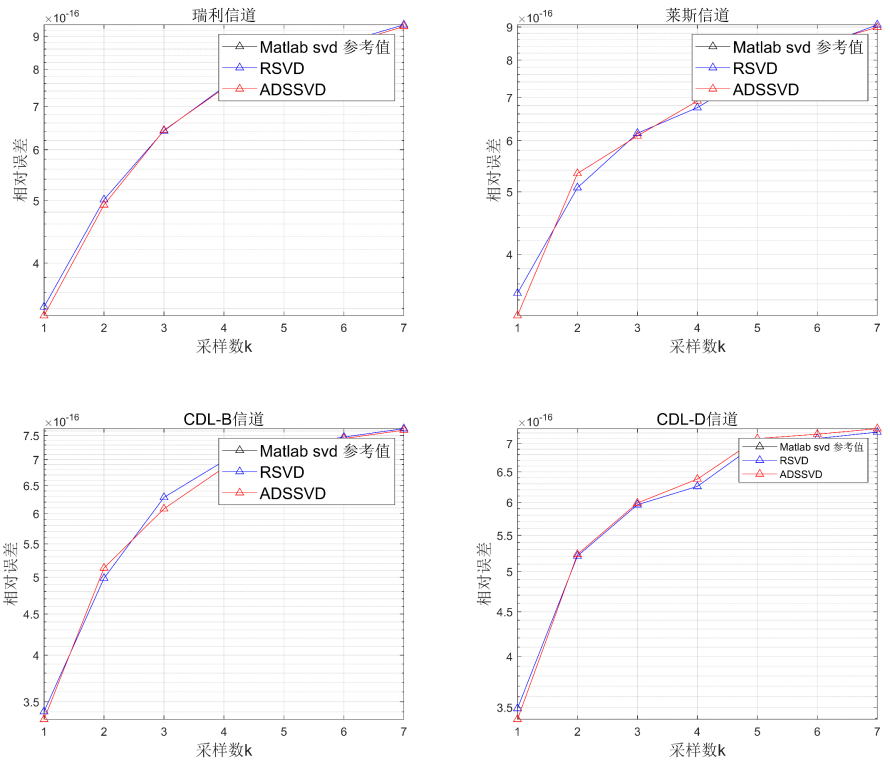 瑞利信道
×10-16
9
8
7
6
5
4
相对误差
Matlab svd 参考值
RSVD
ADSSVD
1 2 3 4 5 6 7
采样数k
莱斯信道
×10-16
9
8
7
6
5
4
相对误差
Matlab svd 参考值
RSVD
ADSSVD
1 2 3 4 5 6 7
采样数k
CDL-B信道
×10-16
7.5
7
6.5
6
5.5
5
4.5
4
3.5
相对误差
Matlab svd 参考值
RSVD
ADSSVD
1 2 3 4 5 6 7
采样数k
CDL-D信道
×10-16
7
6.5
6
5.5
5
4.5
4
3.5
相对误差
Matlab svd 参考值
RSVD
ADSSVD
1 2 3 4 5 6 7
采样数k